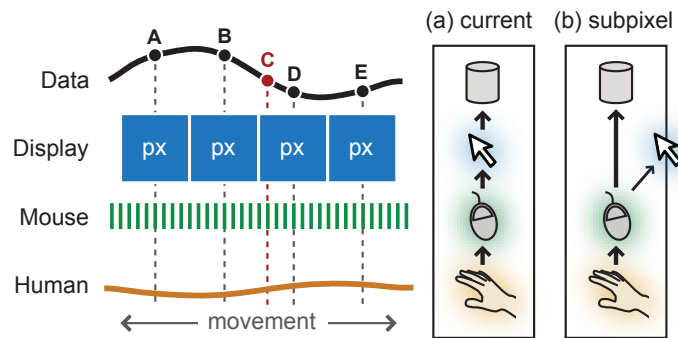 (a) current (b) subpixel
A B C D E
Data
Display px px px px
Mouse
Human
movement